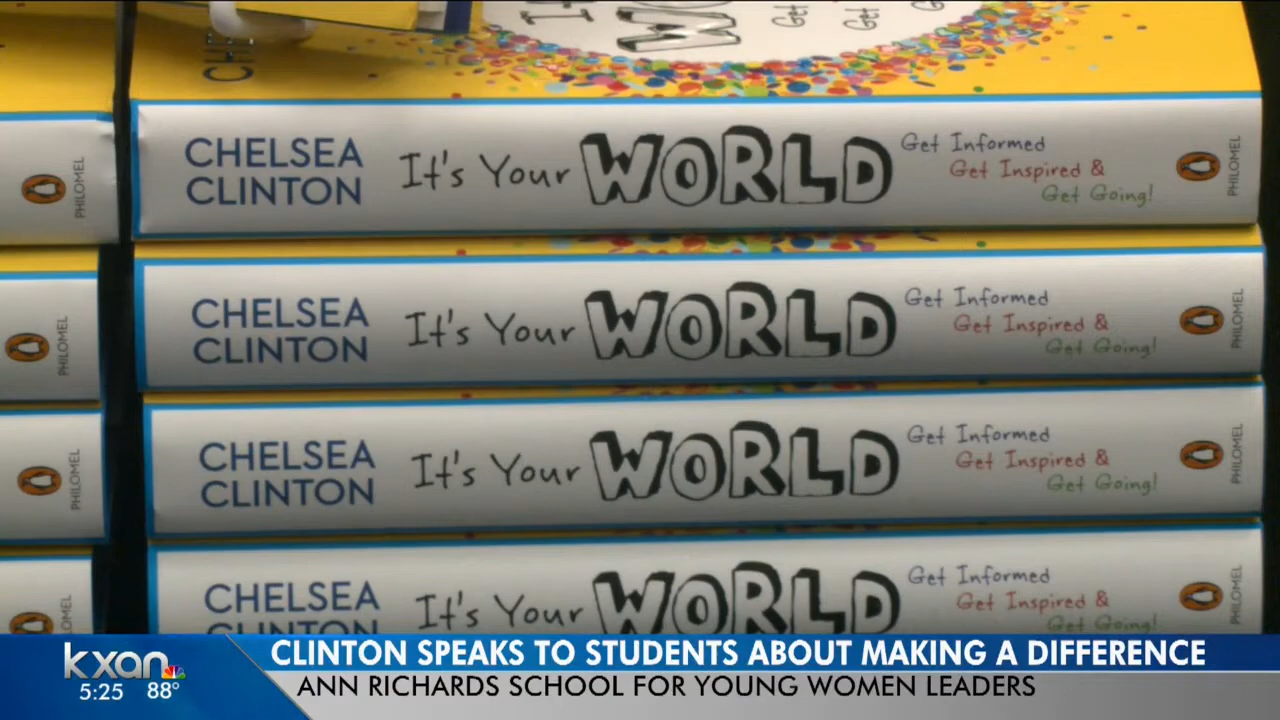 CHELSEA
CLINTON
It's Your WORLD
Get Informed
Get Inspired &
Get Going!
PHILOMEL
PHILOMEL
CHELSEA
CLINTON
It's Your WORLD
Get Informed
Get Inspired &
Get Going!
PHILOMEL
PHILOMEL
CHELSEA
CLINTON
It's Your WORLD
Get Informed
Get Inspired &
Get Going!
PHILOMEL
PHILOMEL
CHELSEA
CLINTON
It's Your WORLD
Get Informed
Get Inspired &
Get Going!
PHILOMEL
kxan
5:25 88°
CLINTON SPEAKS TO STUDENTS ABOUT MAKING A DIFFERENCE
ANN RICHARDS SCHOOL FOR YOUNG WOMEN LEADERS